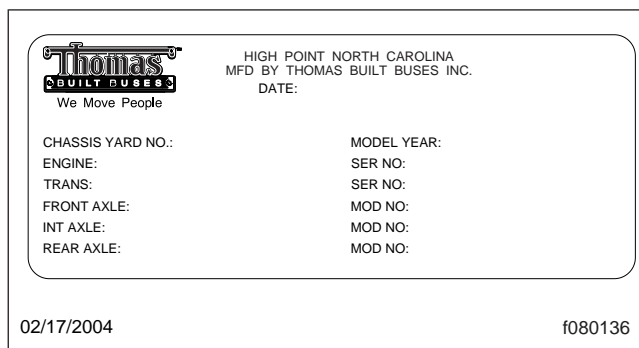 Thomas
BUILT BUSES
We Move People
HIGH POINT NORTH CAROLINA
MFD BY THOMAS BUILT BUSES INC.
DATE:
CHASSIS YARD NO.: MODEL YEAR:
ENGINE: SER NO:
TRANS: SER NO:
FRONT AXLE: MOD NO:
INT AXLE: MOD NO:
REAR AXLE: MOD NO:
02/17/2004 f080136